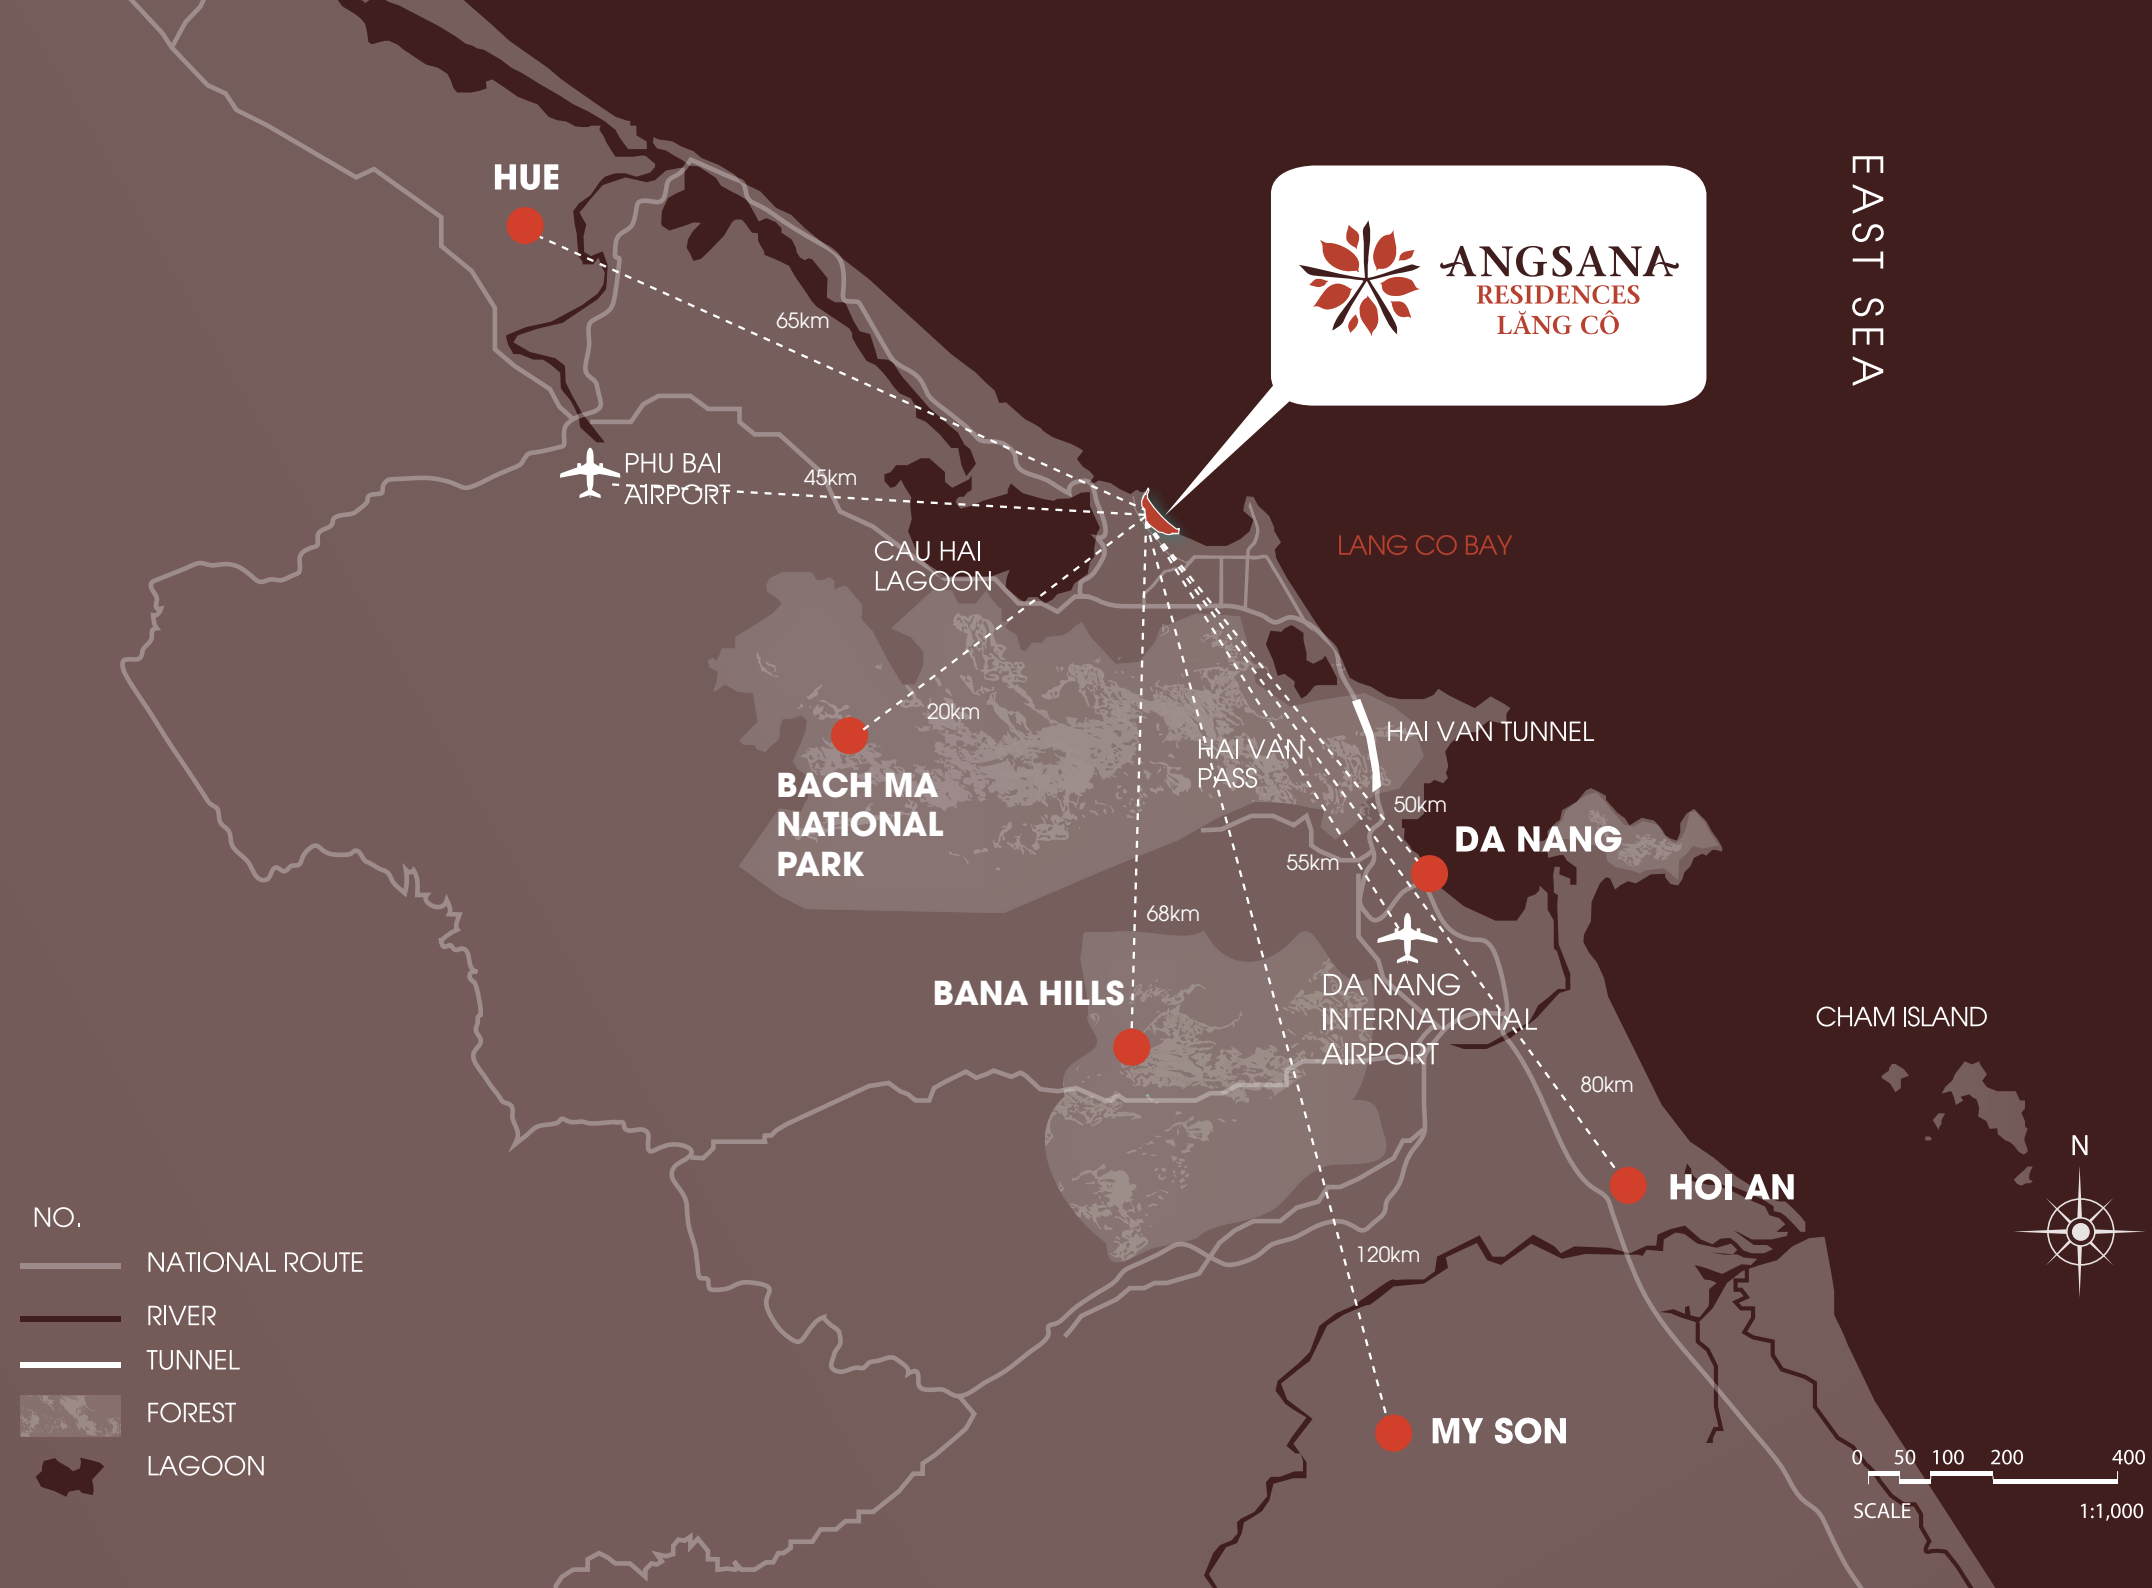 HUE
ANGSANA
RESIDENCES
LĂNG CÔ
EAST SEA
65km
PHU BAI
AIRPORT
45km
CAU HAI
LAGOON
LANG CO BAY
20km
HAI VAN TUNNEL
HAI VAN
PASS
BACH MA
NATIONAL
PARK
50km
DA NANG
55km
68km
BANA HILLS
DA NANG
INTERNATIONAL
AIRPORT
CHAM ISLAND
80km
N
HOI AN
NO.
NATIONAL ROUTE
120km
RIVER
TUNNEL
FOREST
MY SON
LAGOON
0 50 100 200 400
SCALE 1:1,000